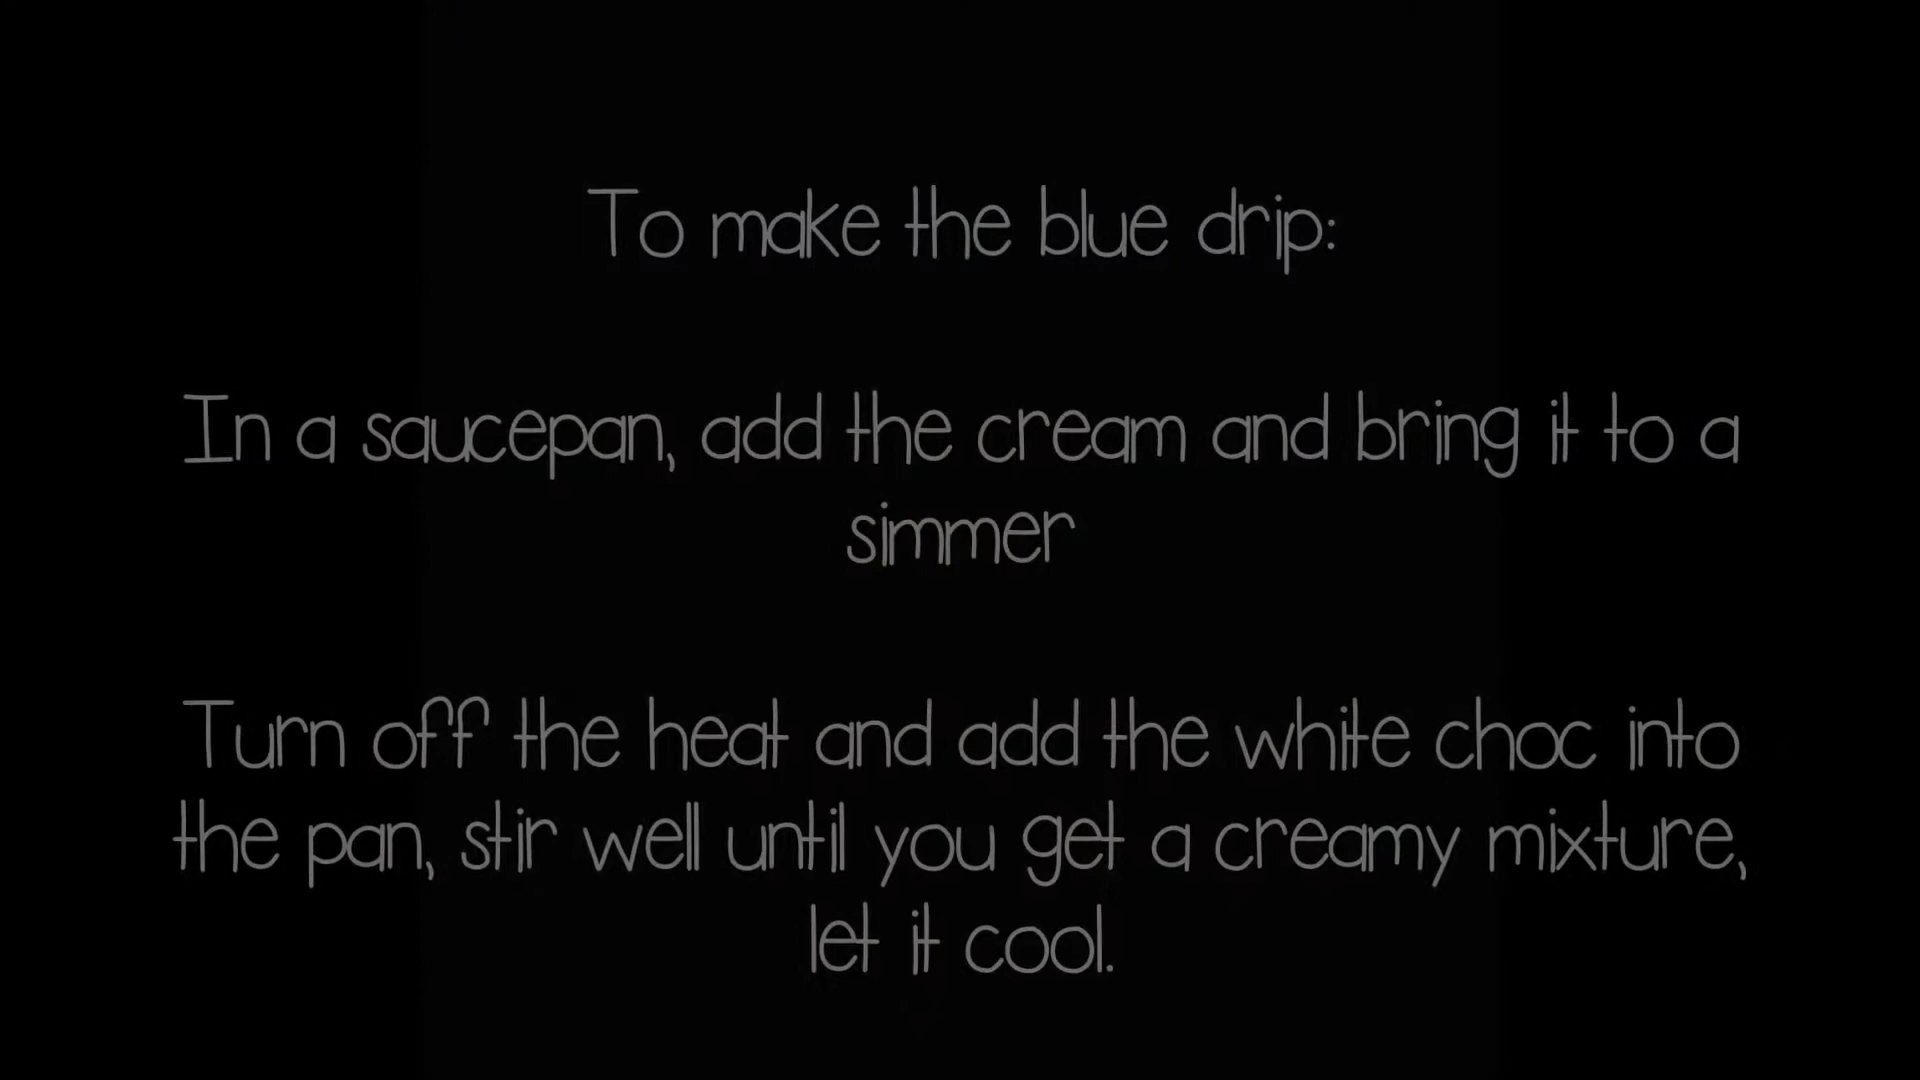 To make the blue drip:
In a saucepan, add the cream and bring it to a
simmer
Turn off the heat and add the white choc into
the pan, stir well until you get a creamy mixture,
let it cool.